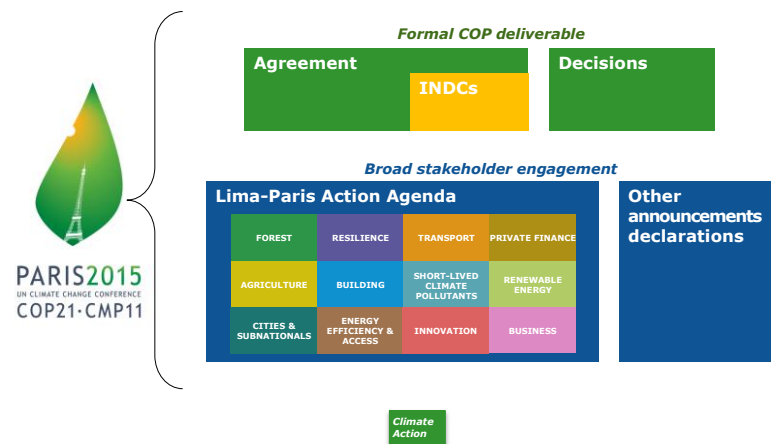 Formal COP deliverable
Agreement
INDCs
Decisions
Broad stakeholder engagement
Lima-Paris Action Agenda
FOREST
RESILIENCE
TRANSPORT
PRIVATE FINANCE
AGRICULTURE
BUILDING
SHORT-LIVED
CLIMATE
POLLUTANTS
RENEWABLE
ENERGY
CITIES &
SUBNATIONALS
ENERGY
EFFICIENCY &
ACCESS
INNOVATION
BUSINESS
Other
announcements
declarations
PARIS2015
UN CLIMATE CHANGE CONFERENCE
COP21·CMP11
Climate
Action